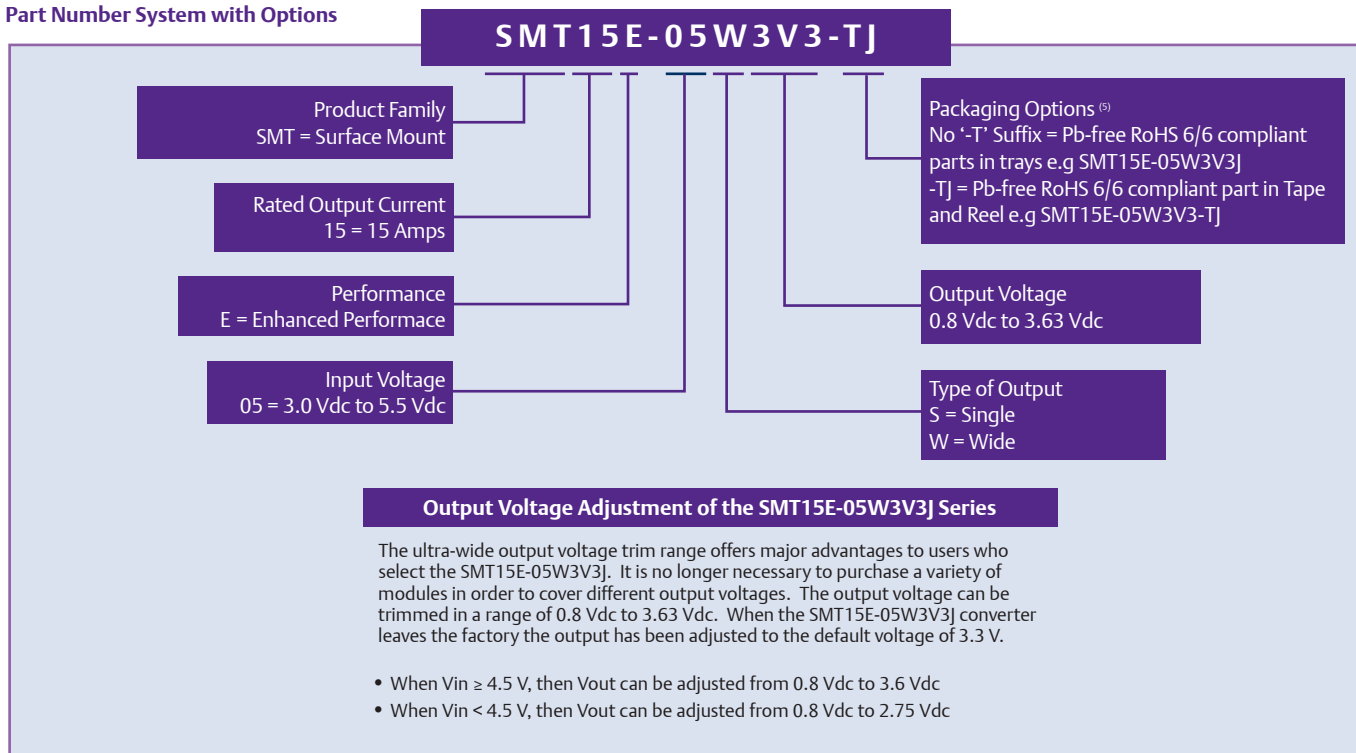 Part Number System with Options
SMT15E-05W3V3-TJ
Product Family
SMT = Surface Mount
Rated Output Current
15 = 15 Amps
Performance
E = Enhanced Performace
Input Voltage
05 = 3.0 Vdc to 5.5 Vdc
Packaging Options (5)
No ‘-T’ Suffix = Pb-free RoHS 6/6 compliant
parts in trays e.g SMT15E-05W3V3J
-TJ = Pb-free RoHS 6/6 compliant part in Tape
and Reel e.g SMT15E-05W3V3-TJ
Output Voltage
0.8 Vdc to 3.63 Vdc
Type of Output
S = Single
W = Wide
Output Voltage Adjustment of the SMT15E-05W3V3J Series
The ultra-wide output voltage trim range offers major advantages to users who
select the SMT15E-05W3V3J. It is no longer necessary to purchase a variety of
modules in order to cover different output voltages. The output voltage can be
trimmed in a range of 0.8 Vdc to 3.63 Vdc. When the SMT15E-05W3V3J converter
leaves the factory the output has been adjusted to the default voltage of 3.3 V.
• When Vin ≥ 4.5 V, then Vout can be adjusted from 0.8 Vdc to 3.6 Vdc
• When Vin < 4.5 V, then Vout can be adjusted from 0.8 Vdc to 2.75 Vdc